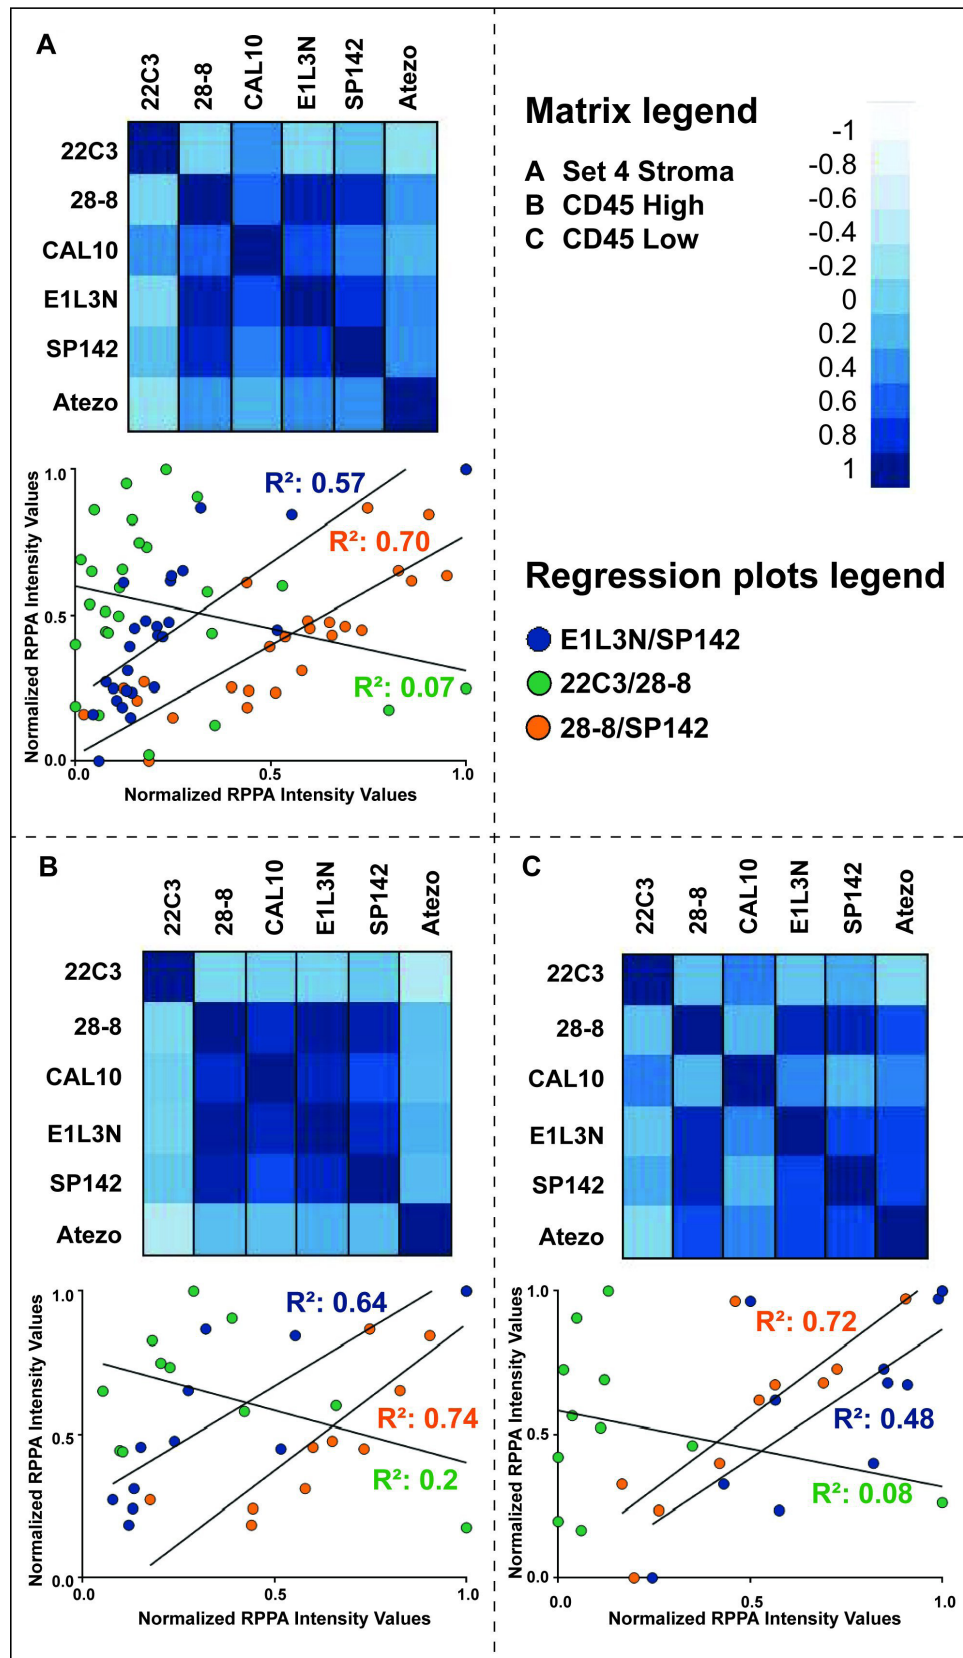 A
22C3
28-8
CAL10
E1L3N
SP142
Atezo
22C3
28-8
CAL10
E1L3N
SP142
Atezo
Matrix legend
A Set 4 Stroma
B CD45 High
C CD45 Low
-1
-0.8
-0.6
-0.4
-0.2
0
0.2
0.4
0.6
0.8
1
Normalized RPPA Intensity Values
1.0
0.5
0.0
R²: 0.57
R²: 0.70
R²: 0.07
0.0 0.5 1.0
Normalized RPPA Intensity Values
Regression plots legend
E1L3N/SP142
22C3/28-8
28-8/SP142
B
22C3
28-8
CAL10
E1L3N
SP142
Atezo
22C3
28-8
CAL10
E1L3N
SP142
Atezo
Normalized RPPA Intensity Values
1.0
0.5
0.0
R²: 0.64
R²: 0.74
R²: 0.2
0.0 0.5 1.0
Normalized RPPA Intensity Values
C
22C3
28-8
CAL10
E1L3N
SP142
Atezo
22C3
28-8
CAL10
E1L3N
SP142
Atezo
Normalized RPPA Intensity Values
1.0
0.5
0.0
R²: 0.72
R²: 0.48
R²: 0.08
0.0 0.5 1.0
Normalized RPPA Intensity Values